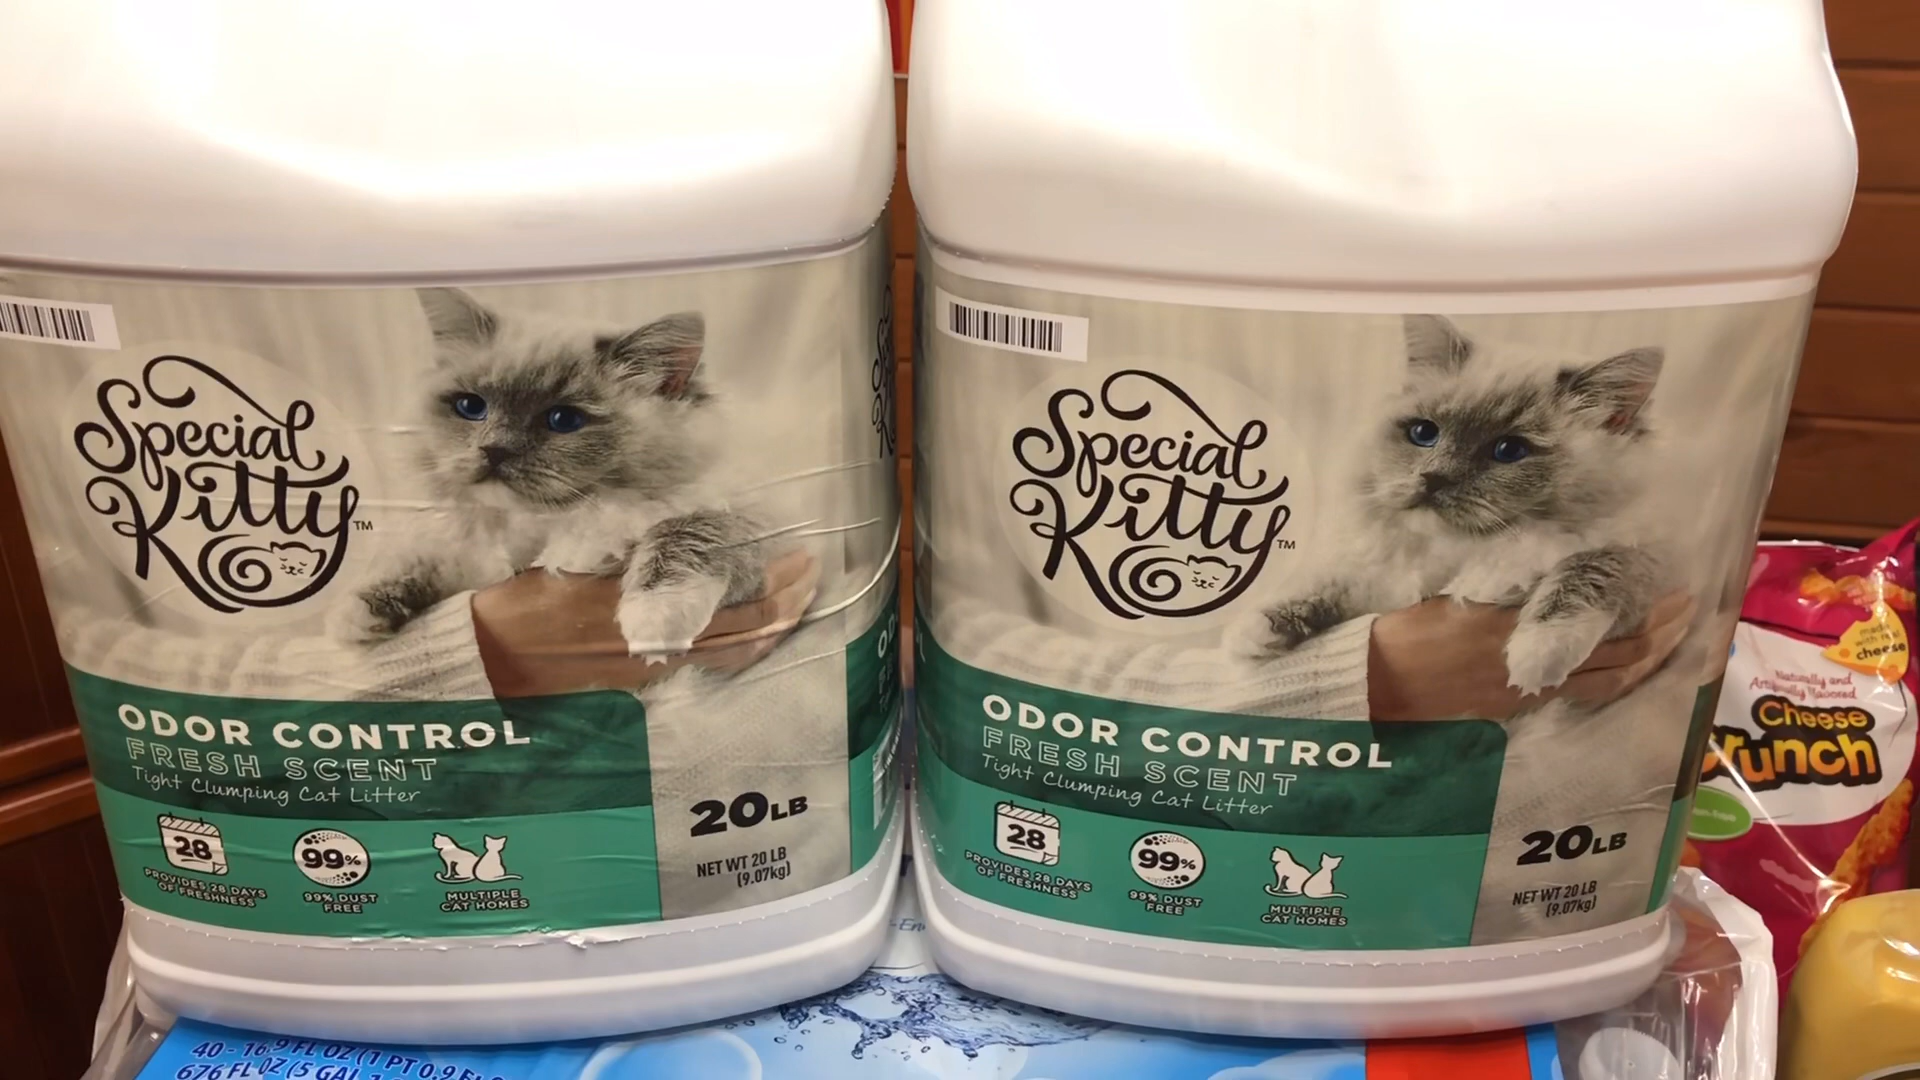 Special
Kitty™
ODOR CONTROL
FRESH SCENT
Tight Clumping Cat Litter
28
PROVIDES 28 DAYS
OF FRESHNESS
99%
99% DUST
FREE
MULTIPLE
CAT HOMES
20LB
NET WT 20 LB
(9.07kg)
Special
Kitty™
ODOR CONTROL
FRESH SCENT
Tight Clumping Cat Litter
28
PROVIDES 28 DAYS
OF FRESHNESS
99%
99% DUST
FREE
MULTIPLE
CAT HOMES
20LB
NET WT 20 LB
(9.07kg)
made
with real
cheese
Naturally and
Artificially Flavored
Cheese
Crunch
40 - 16.9 FL OZ (1 PT 0.9 FL O
676 FL OZ (5 GAL